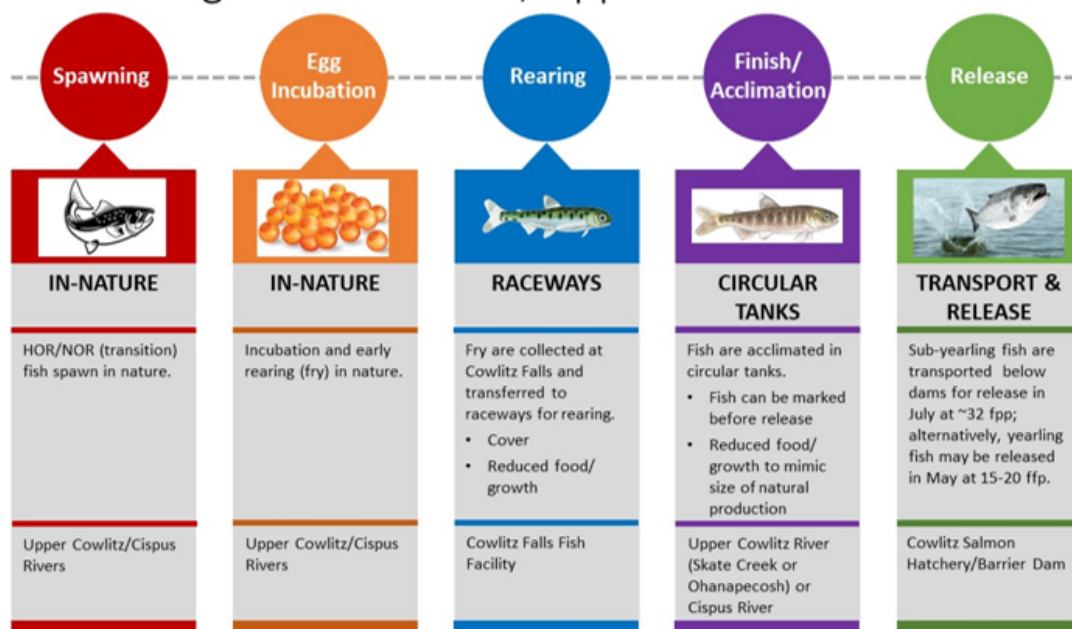 Spawning
Egg
Incubation
Rearing
Finish/
Acclimation
Release
IN-NATURE
HOR/NOR (transition)
fish spawn in nature.
Upper Cowlitz/Cispus
Rivers
IN-NATURE
Incubation and early
rearing (fry) in nature.
Upper Cowlitz/Cispus
Rivers
RACEWAYS
Fry are collected at
Cowlitz Falls and
transferred to
raceways for rearing.
• Cover
• Reduced food/
growth
Cowlitz Falls Fish
Facility
CIRCULAR
TANKS
Fish are acclimated in
circular tanks.
• Fish can be marked
before release
• Reduced food/
growth to mimic
size of natural
production
Upper Cowlitz River
(Skate Creek or
Ohanapecosh) or
Cispus River
TRANSPORT &
RELEASE
Sub-yearling fish are
transported below
dams for release in
July at ~32 fpp;
alternatively, yearling
fish may be released
in May at 15-20 ffp.
Cowlitz Salmon
Hatchery/Barrier Dam